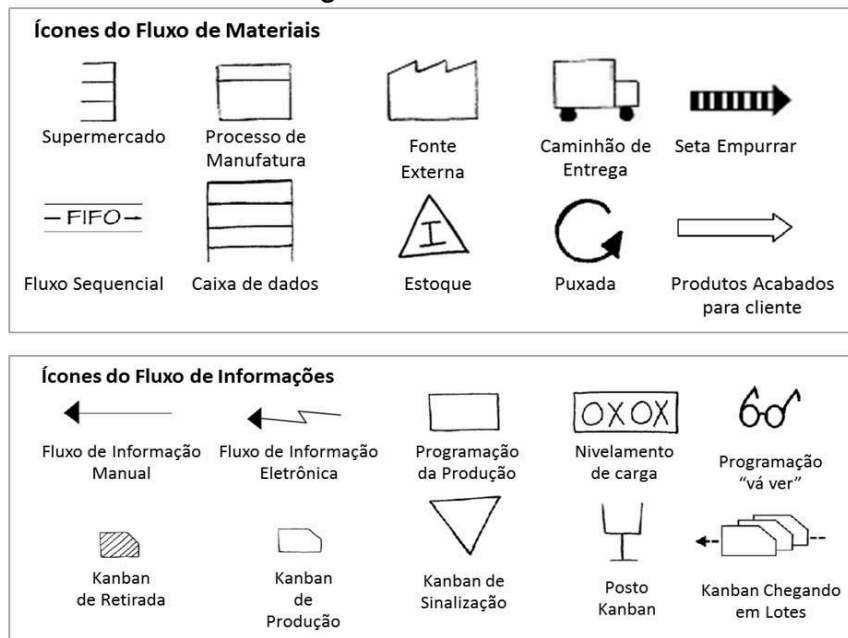 Ícones do Fluxo de Materiais
Supermercado
Processo de
Manufatura
Fonte
Externa
Caminhão de
Entrega
Seta Empurrar
FIFO
I
Fluxo Sequencial
Caixa de dados
Estoque
Puxada
Produtos Acabados
para cliente
Ícones do Fluxo de Informações
Fluxo de Informação
Manual
Fluxo de Informação
Eletrônica
Programação
da Produção
OXOX
Nivelamento
de carga
Programação
“vá ver”
Kanban
de Retirada
Kanban
de
Produção
Kanban de
Sinalização
Posto
Kanban
Kanban Chegando
em Lotes